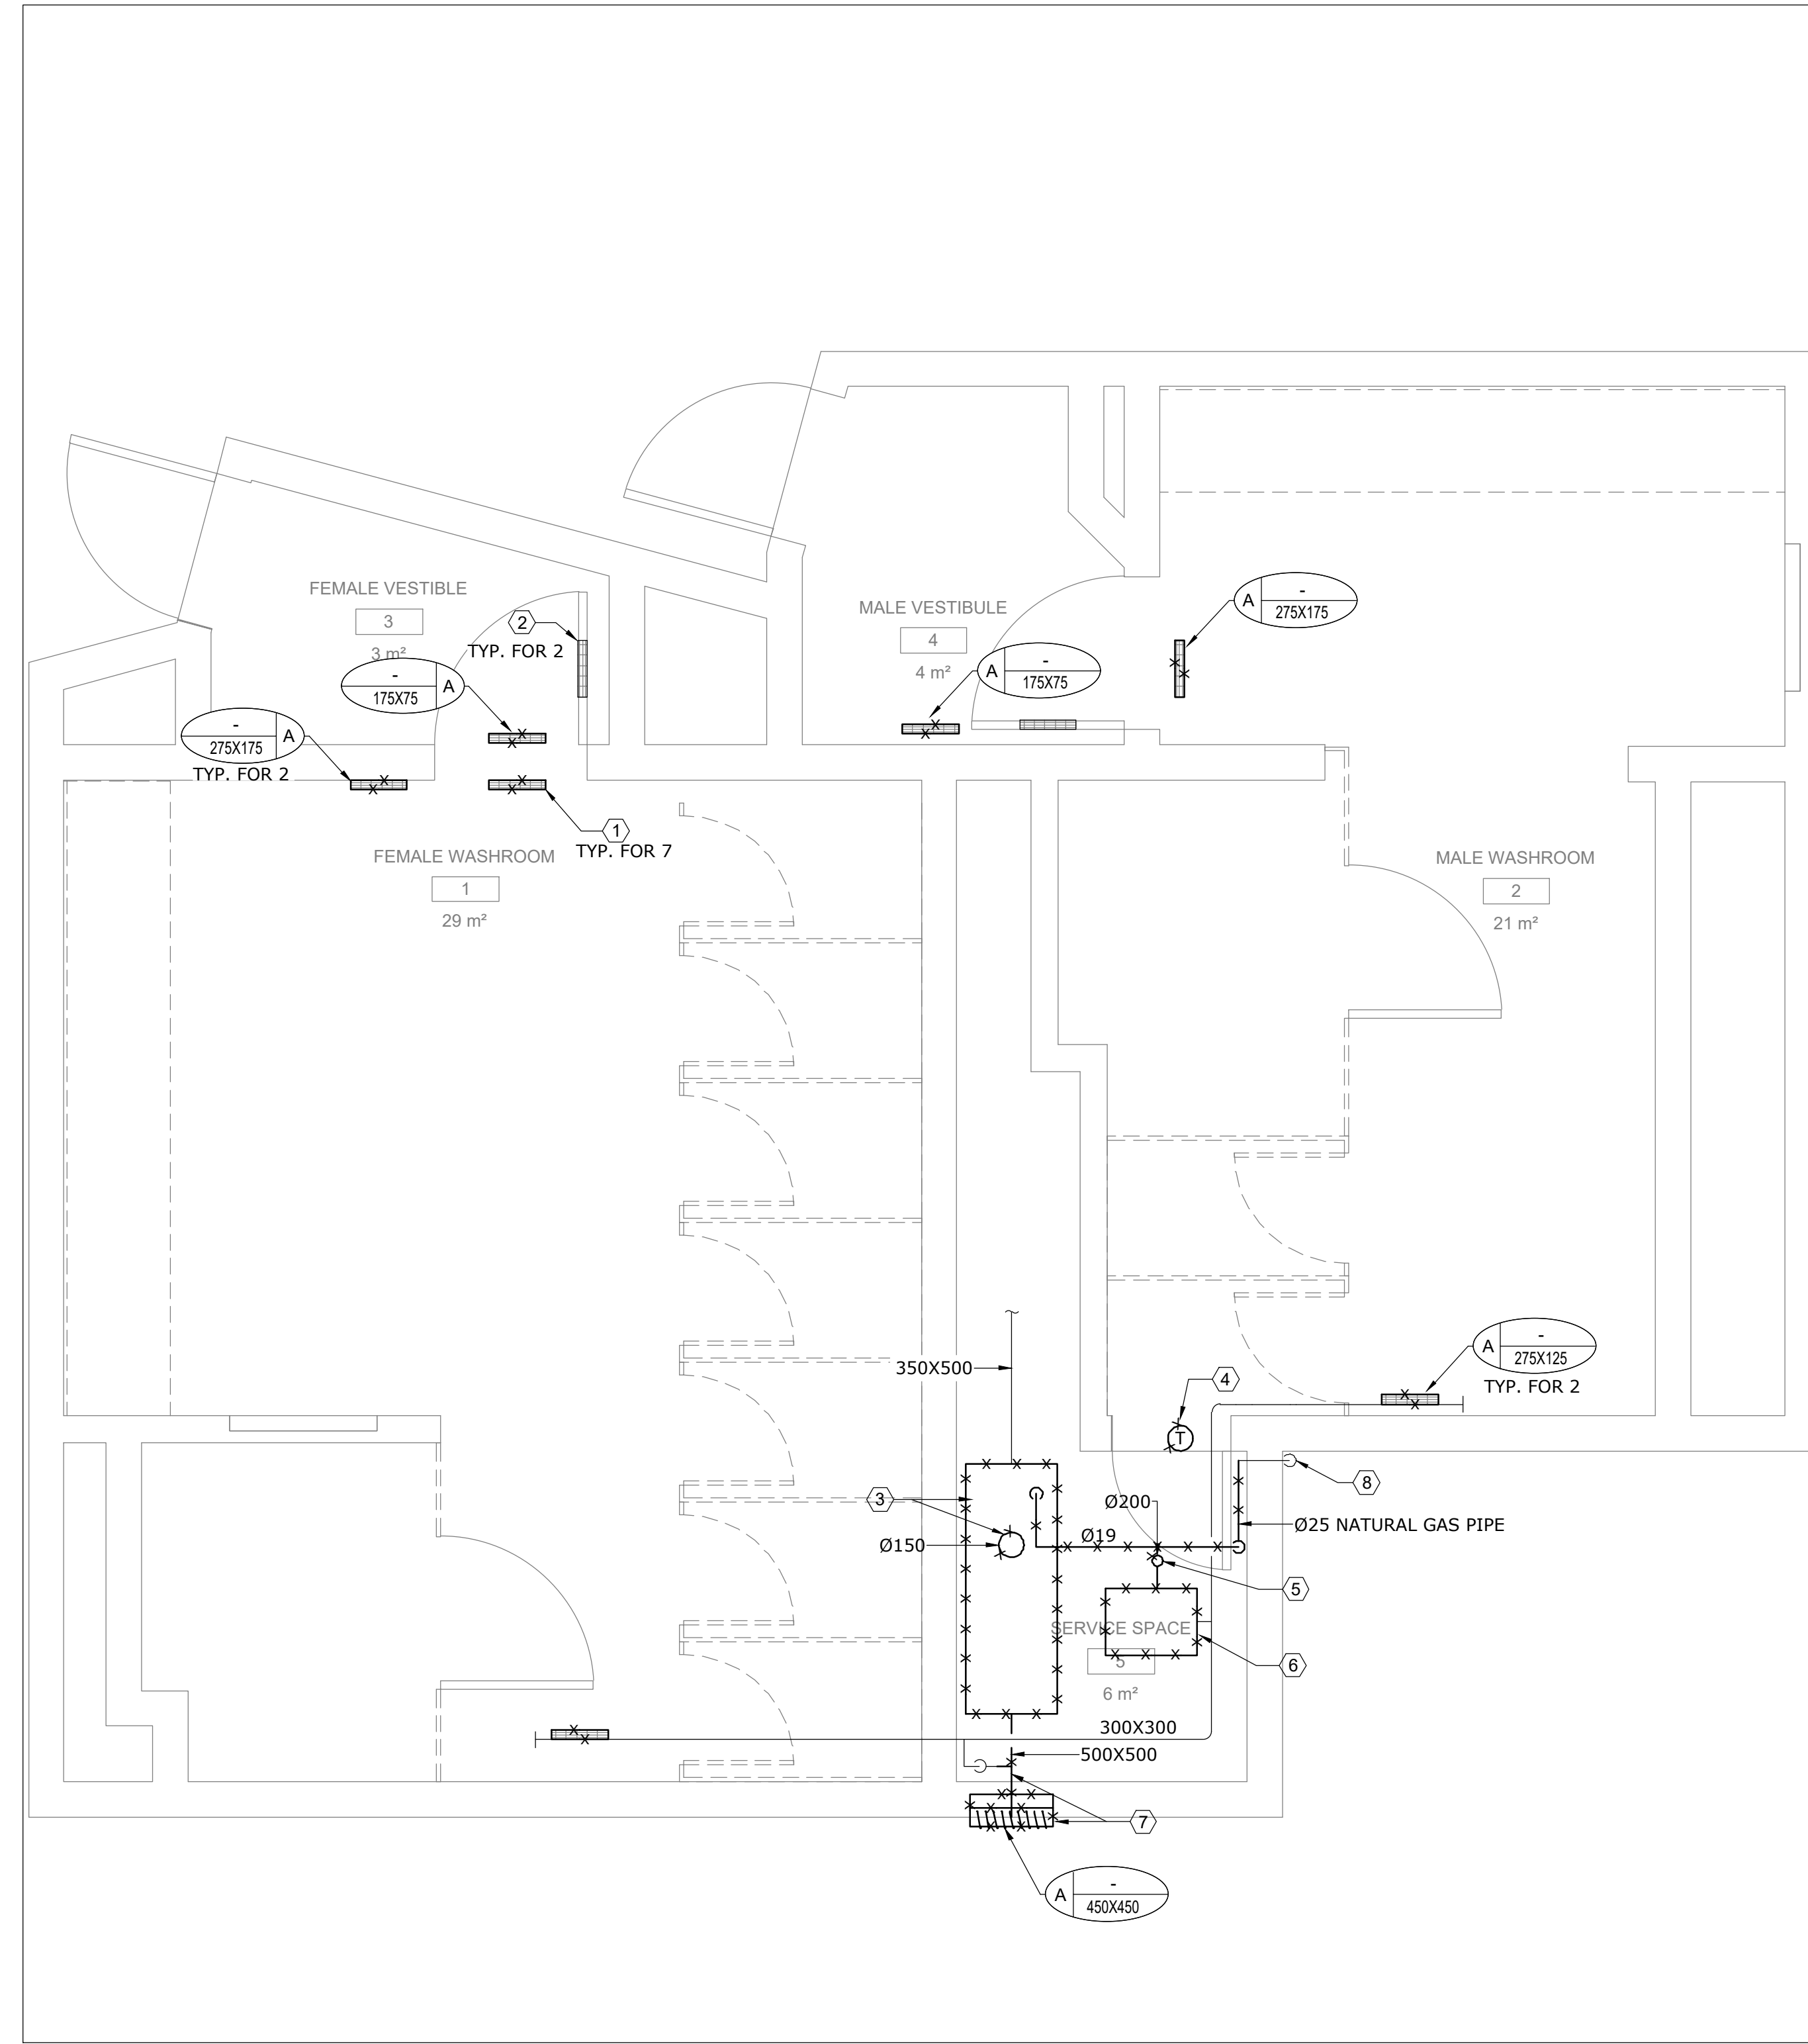 FEMALE VESTIBLE
3
3 m²
2
TYP. FOR 2
-
175X75
A
-
275X175
A
TYP. FOR 2
1
TYP. FOR 7
FEMALE WASHROOM
1
29 m²
MALE VESTIBULE
4
4 m²
A
-
175X75
A
-
275X175
MALE WASHROOM
2
21 m²
350X500
4
T
A
-
275X125
TYP. FOR 2
3
Ø150
Ø200
Ø19
8
Ø25 NATURAL GAS PIPE
5
SERVICE SPACE
5
6 m²
6
300X300
500X500
7
A
-
450X450